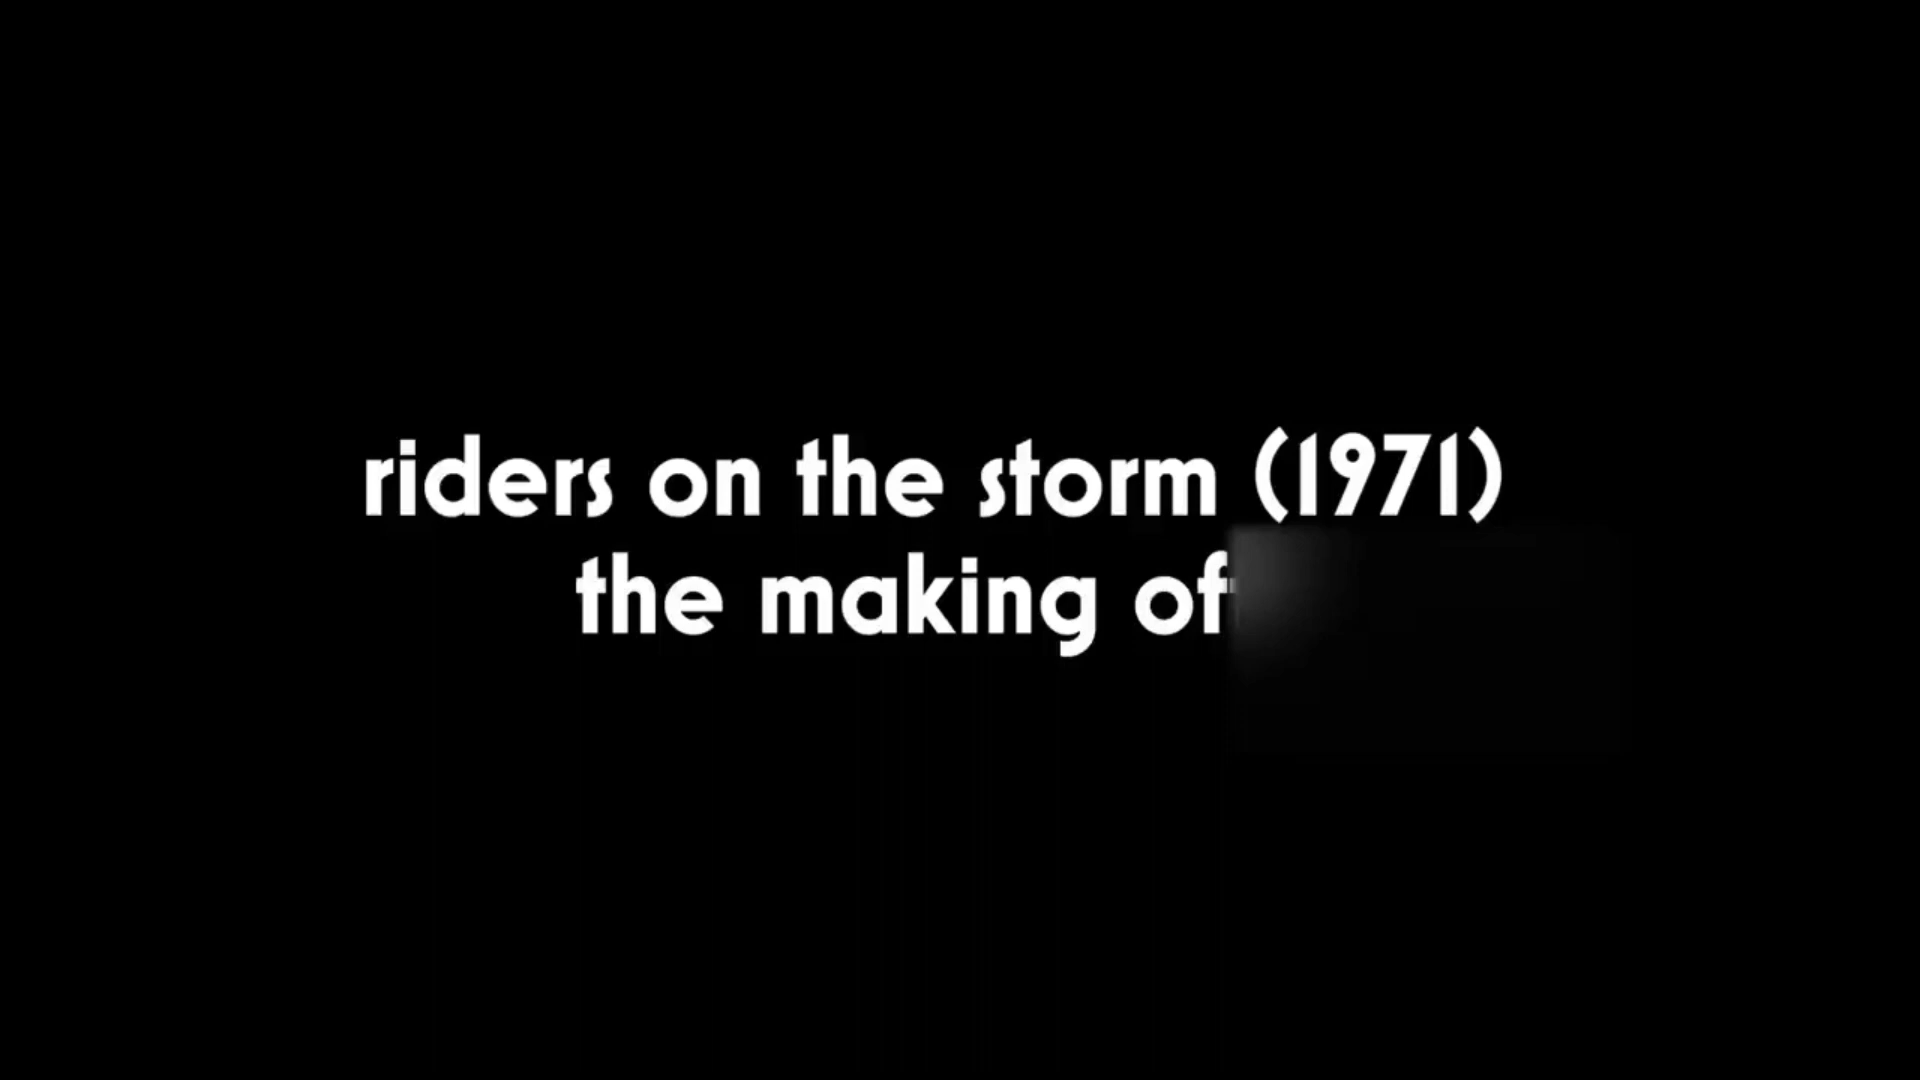 riders on the storm (1971)
the making of